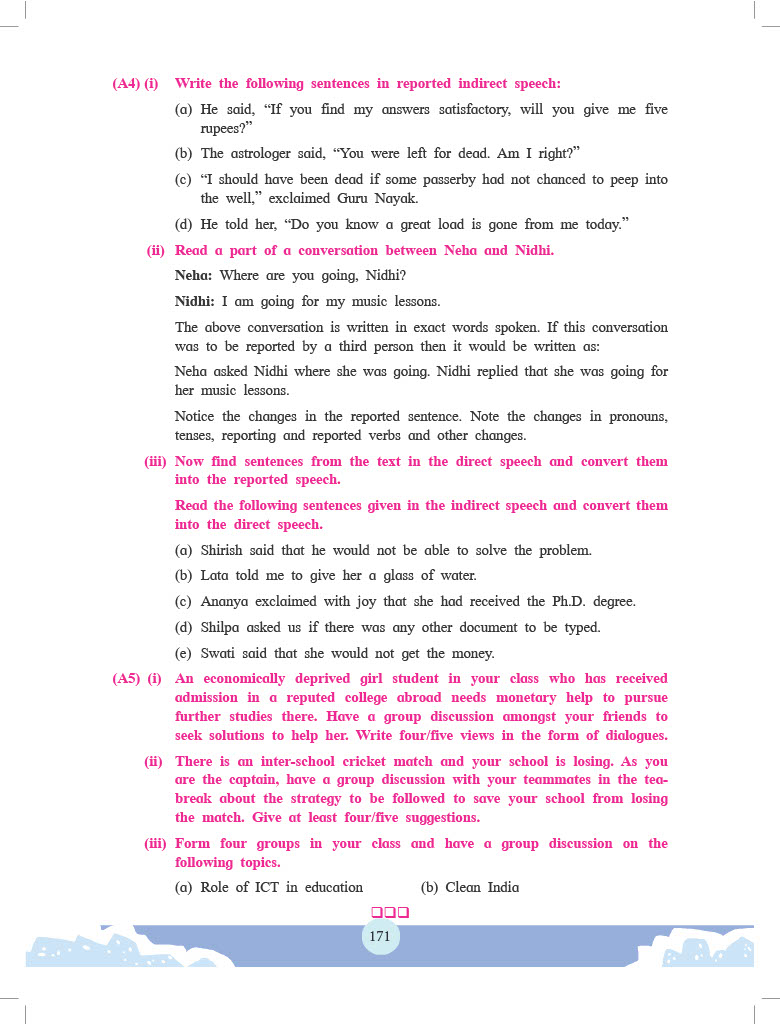 (A4) (i) Write the following sentences in reported indirect speech:
(a) He said, “If you find my answers satisfactory, will you give me five
rupees?”
(b) The astrologer said, “You were left for dead. Am I right?”
(c) “I should have been dead if some passerby had not chanced to peep into
the well,” exclaimed Guru Nayak.
(d) He told her, “Do you know a great load is gone from me today.”
(ii) Read a part of a conversation between Neha and Nidhi.
Neha: Where are you going, Nidhi?
Nidhi: I am going for my music lessons.
The above conversation is written in exact words spoken. If this conversation
was to be reported by a third person then it would be written as:
Neha asked Nidhi where she was going. Nidhi replied that she was going for
her music lessons.
Notice the changes in the reported sentence. Note the changes in pronouns,
tenses, reporting and reported verbs and other changes.
(iii) Now find sentences from the text in the direct speech and convert them
into the reported speech.
Read the following sentences given in the indirect speech and convert them
into the direct speech.
(a) Shirish said that he would not be able to solve the problem.
(b) Lata told me to give her a glass of water.
(c) Ananya exclaimed with joy that she had received the Ph.D. degree.
(d) Shilpa asked us if there was any other document to be typed.
(e) Swati said that she would not get the money.
(A5) (i) An economically deprived girl student in your class who has received
admission in a reputed college abroad needs monetary help to pursue
further studies there. Have a group discussion amongst your friends to
seek solutions to help her. Write four/five views in the form of dialogues.
(ii) There is an inter-school cricket match and your school is losing. As you
are the captain, have a group discussion with your teammates in the tea-
break about the strategy to be followed to save your school from losing
the match. Give at least four/five suggestions.
(iii) Form four groups in your class and have a group discussion on the
following topics.
(a) Role of ICT in education (b) Clean India
❑❑❑
171